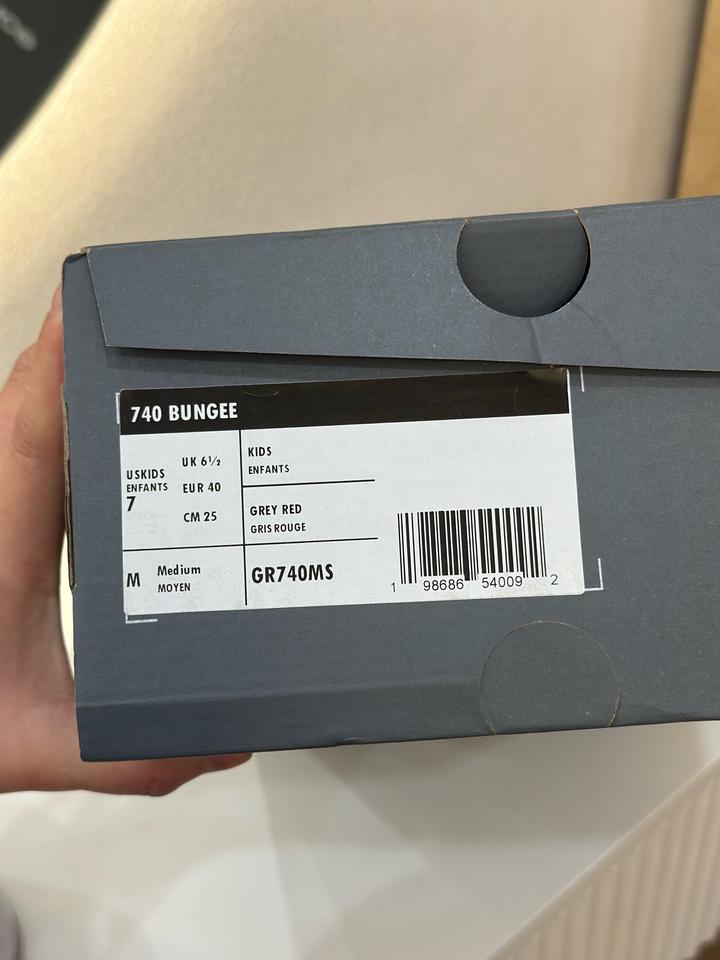 740 BUNGEE
USKIDS
ENFANTS
7
UK 6½
EUR 40
CM 25
KIDS
ENFANTS
GREY RED
GRIS ROUGE
M
Medium
MOYEN
GR740MS
1 98686 54009 2